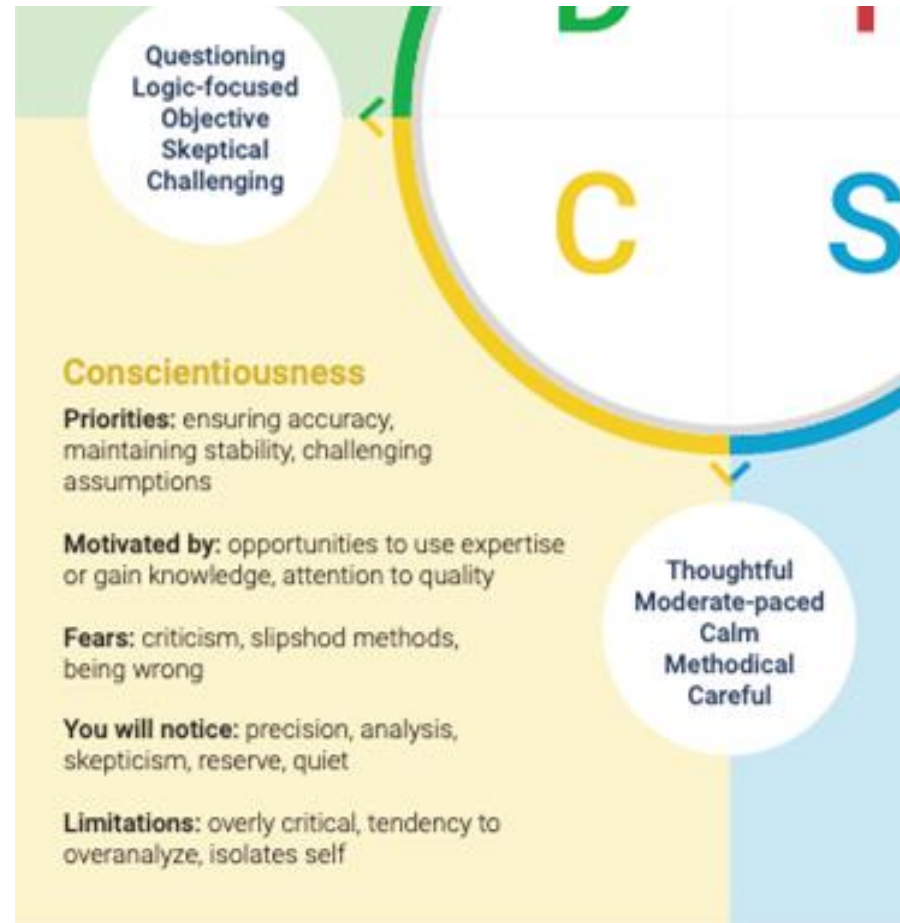 D I
Questioning
Logic-focused
Objective
Skeptical
Challenging
C S
Conscientiousness
Priorities: ensuring accuracy,
maintaining stability, challenging
assumptions
Motivated by: opportunities to use expertise
or gain knowledge, attention to quality
Fears: criticism, slipshod methods,
being wrong
You will notice: precision, analysis,
skepticism, reserve, quiet
Limitations: overly critical, tendency to
overanalyze, isolates self
Thoughtful
Moderate-paced
Calm
Methodical
Careful